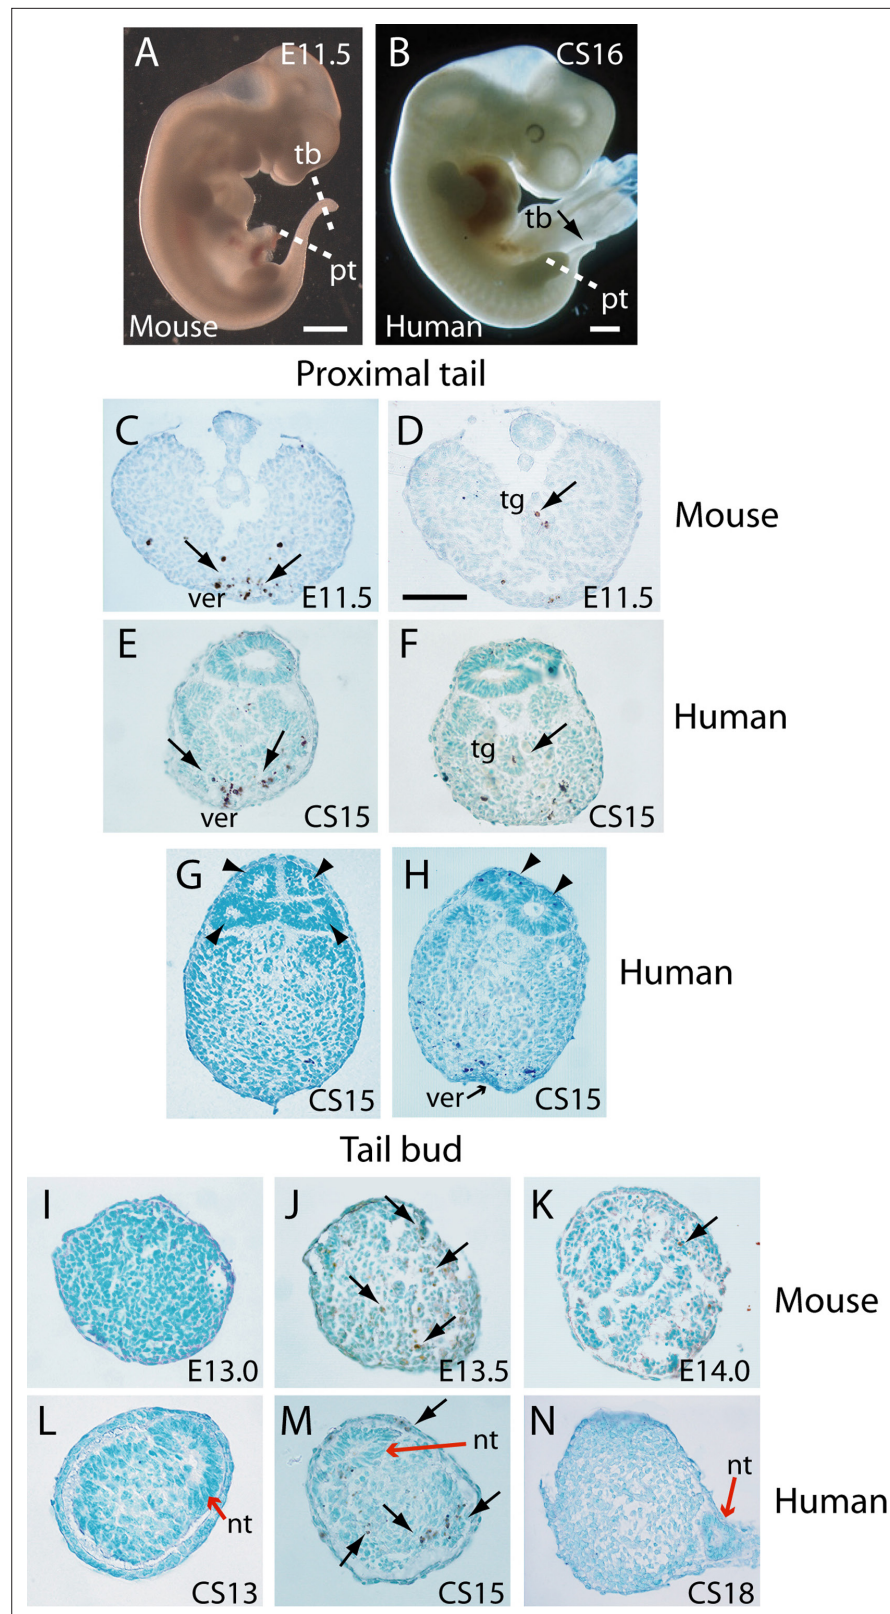 A E11.5
tb
pt
Mouse
B CS16
tb
pt
Human
Proximal tail
C
ver E11.5
D
tg
E11.5
Mouse
E
ver CS15
F
tg
CS15
Human
G
CS15
H
ver CS15
Human
Tail bud
I
E13.0
J
E13.5
K
E14.0
Mouse
L
nt
CS13
M
nt
CS15
N
nt
CS18
Human